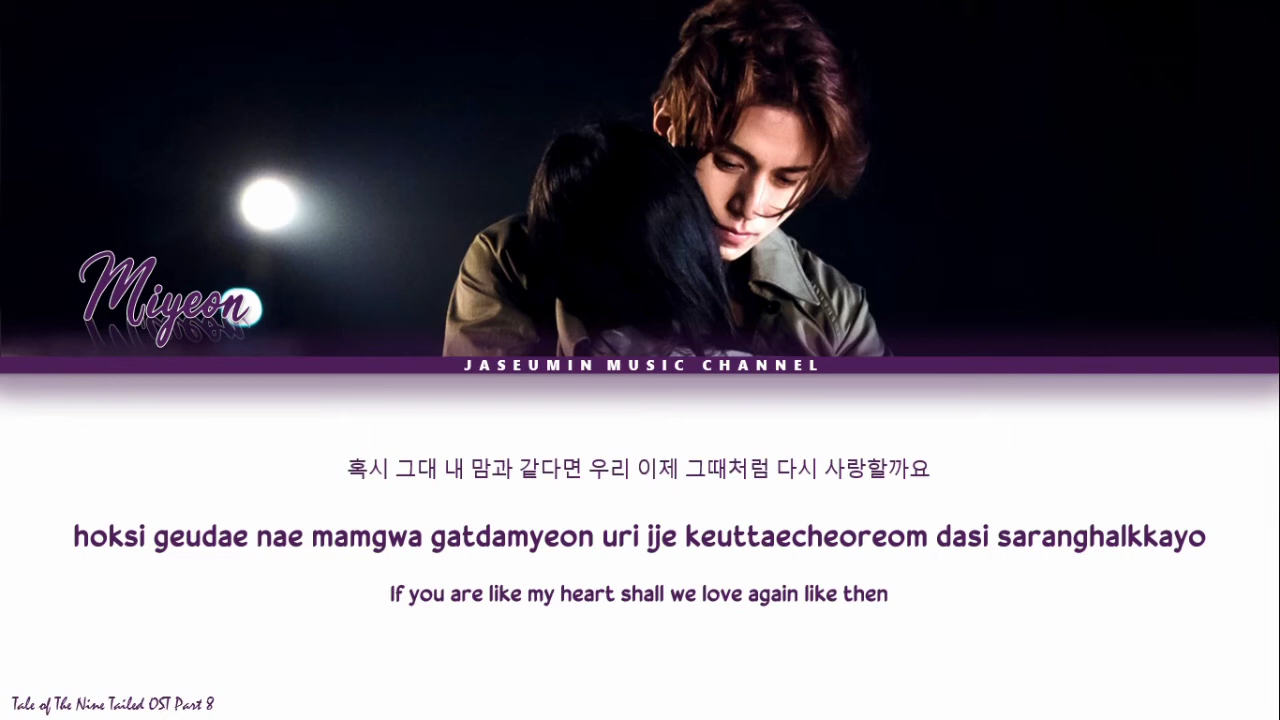 Miyeon
JASEUMIN MUSIC CHANNEL
혹시 그대 내 맘과 같다면 우리 이제 그때처럼 다시 사랑할까요
hoksi geudae nae mamgwa gatdamyeon uri ije keuttaecheoreom dasi saranghalkkayo
If you are like my heart shall we love again like then
Tale of The Nine Tailed OST Part 8